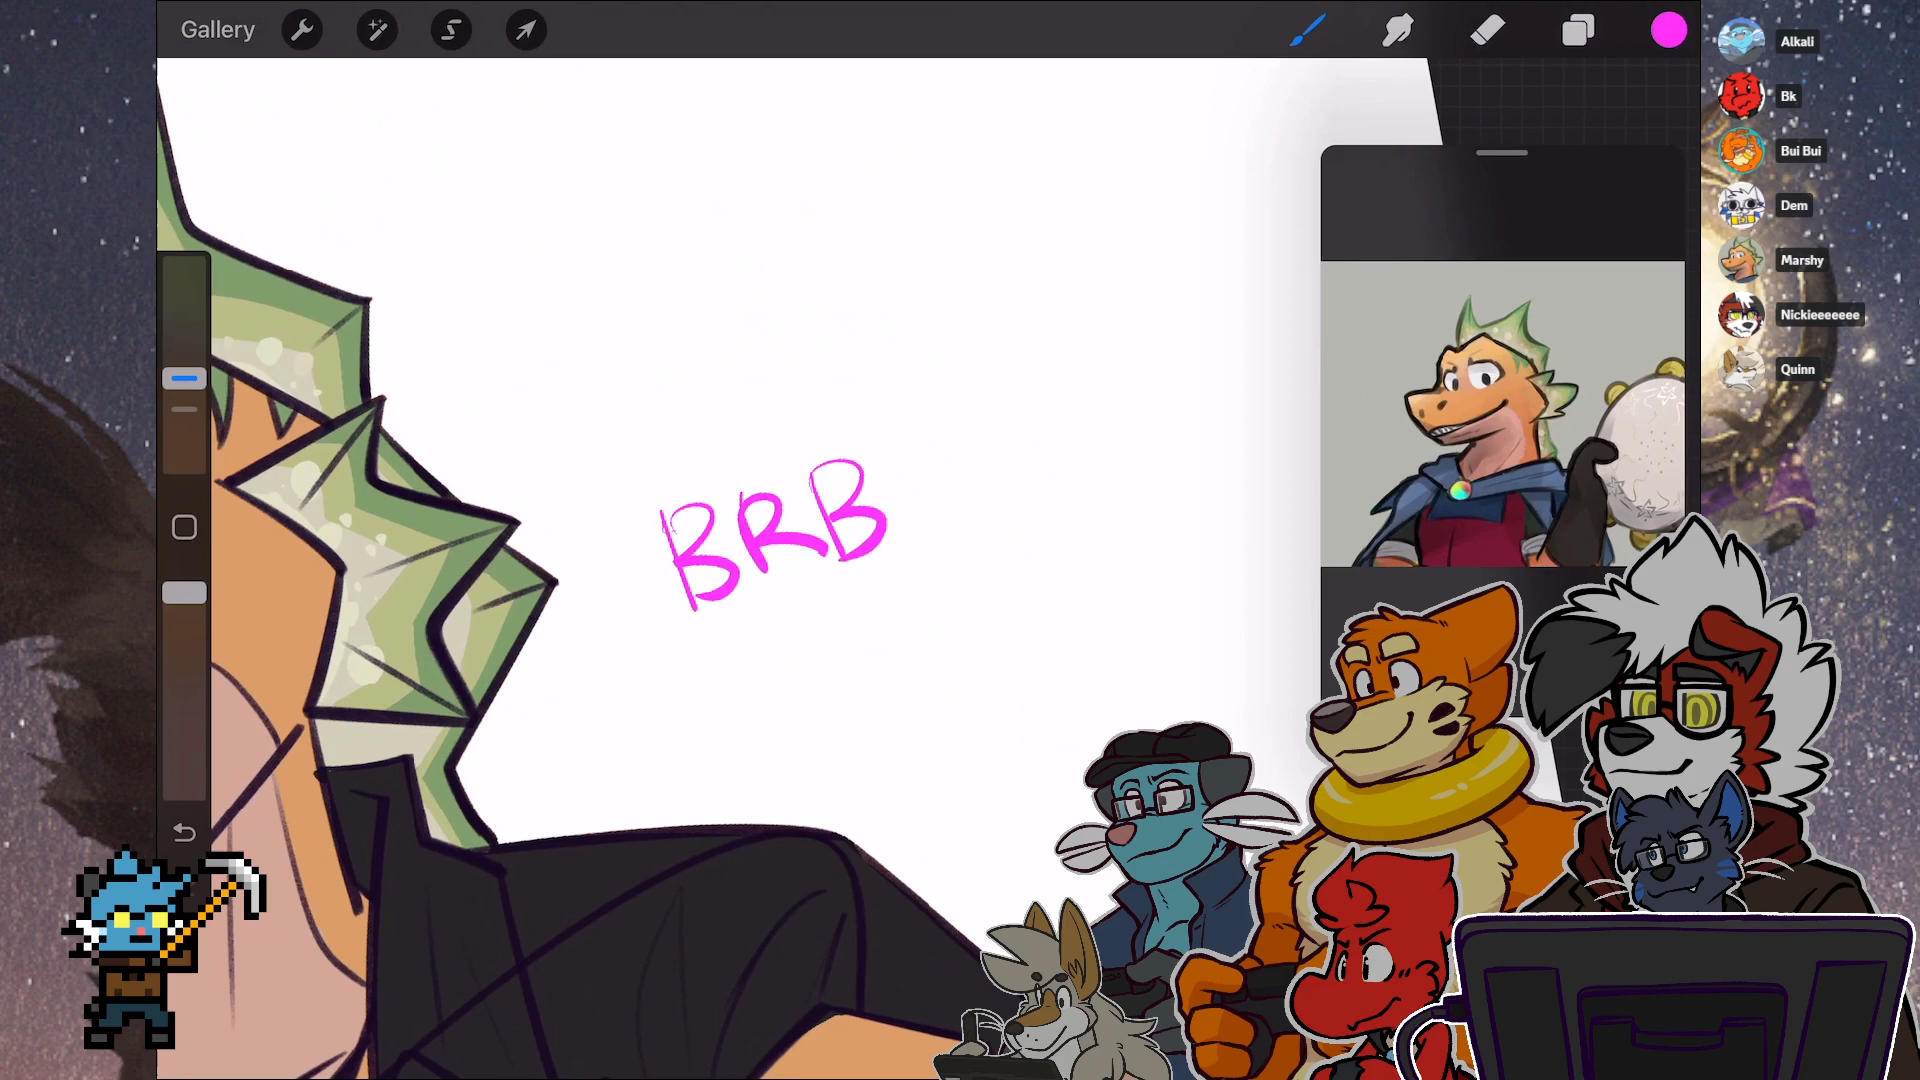 Gallery
Alkali
Bk
Bui Bui
Dem
Marshy
Nickieeeeeee
Quinn
BRB